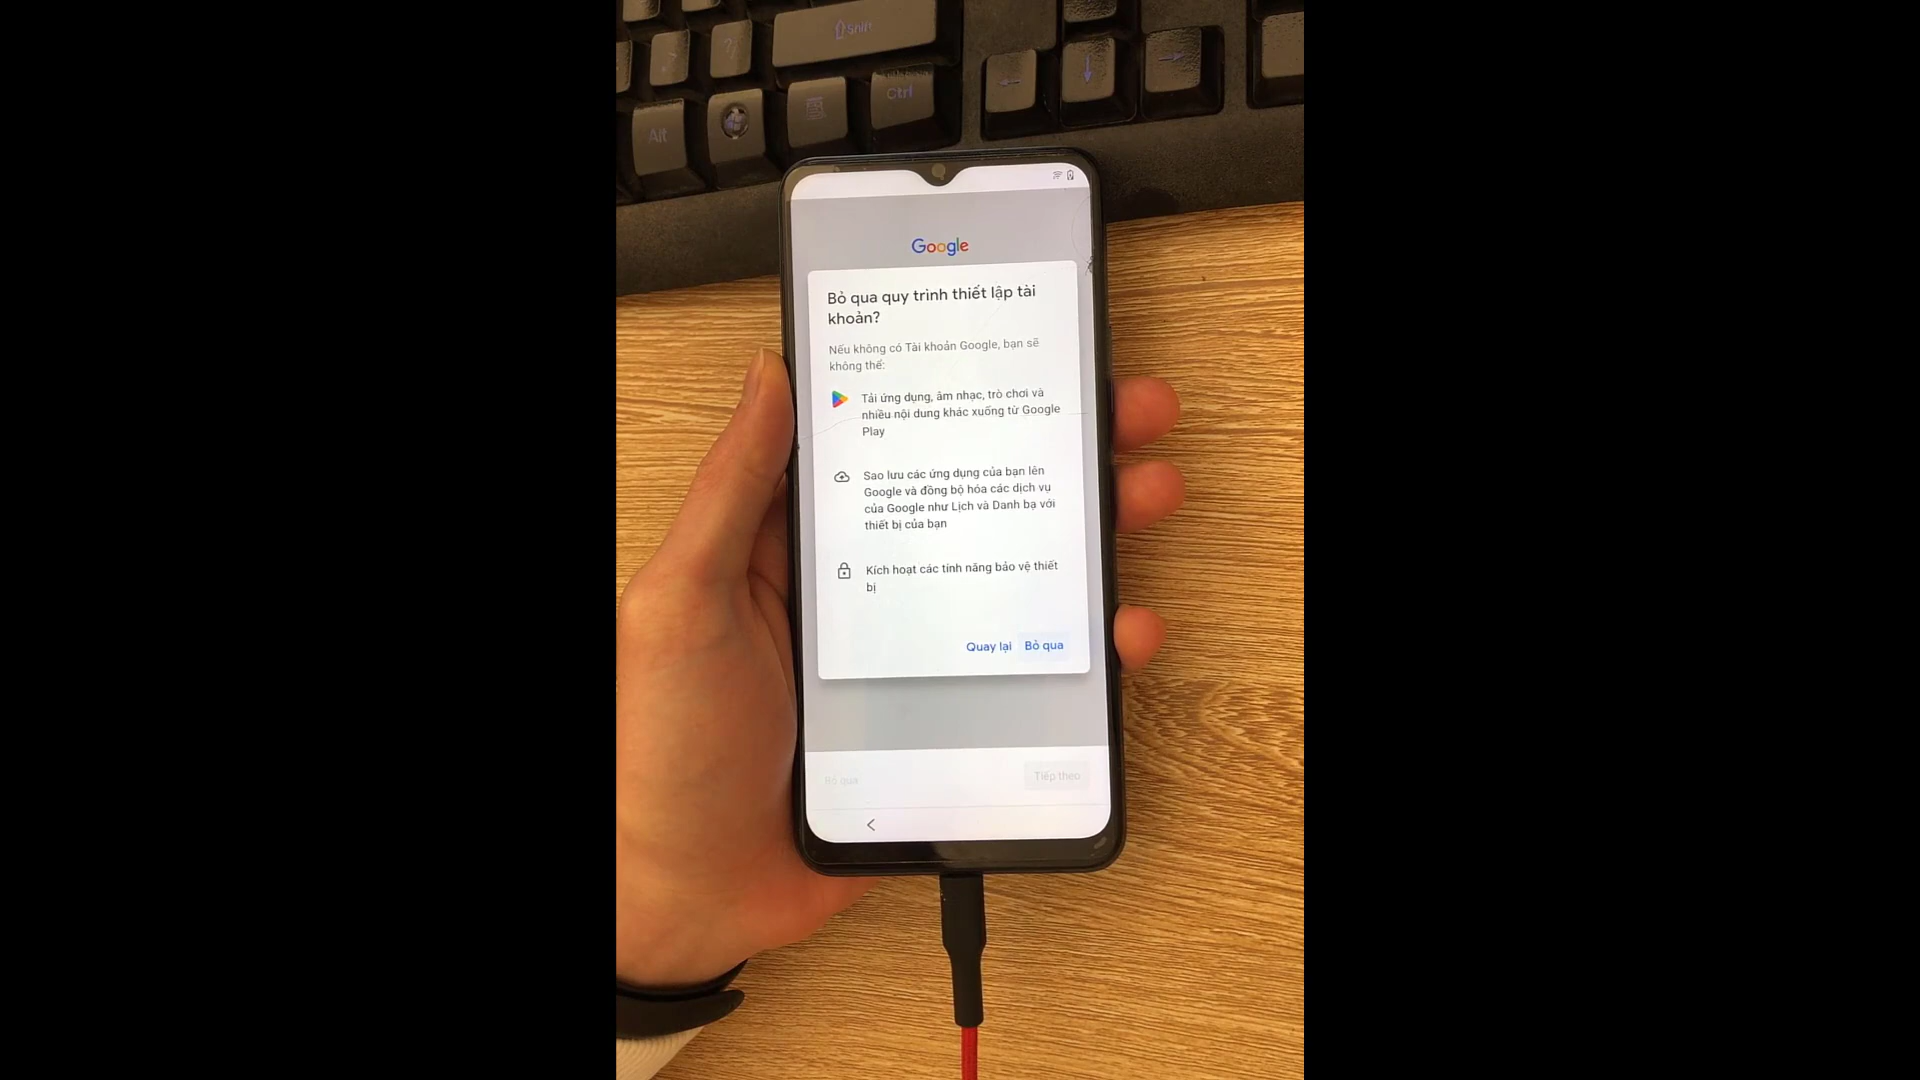 Shift
Ctrl
Alt
Google
Bỏ qua quy trình thiết lập tài
khoản?
Nếu không có Tài khoản Google, bạn sẽ
không thể:
Tải ứng dụng, âm nhạc, trò chơi và
nhiều nội dung khác xuống từ Google
Play
Sao lưu các ứng dụng của bạn lên
Google và đồng bộ hóa các dịch vụ
của Google như Lịch và Danh bạ với
thiết bị của bạn
Kích hoạt các tính năng bảo vệ thiết
bị
Quay lại Bỏ qua
Bỏ qua Tiếp theo